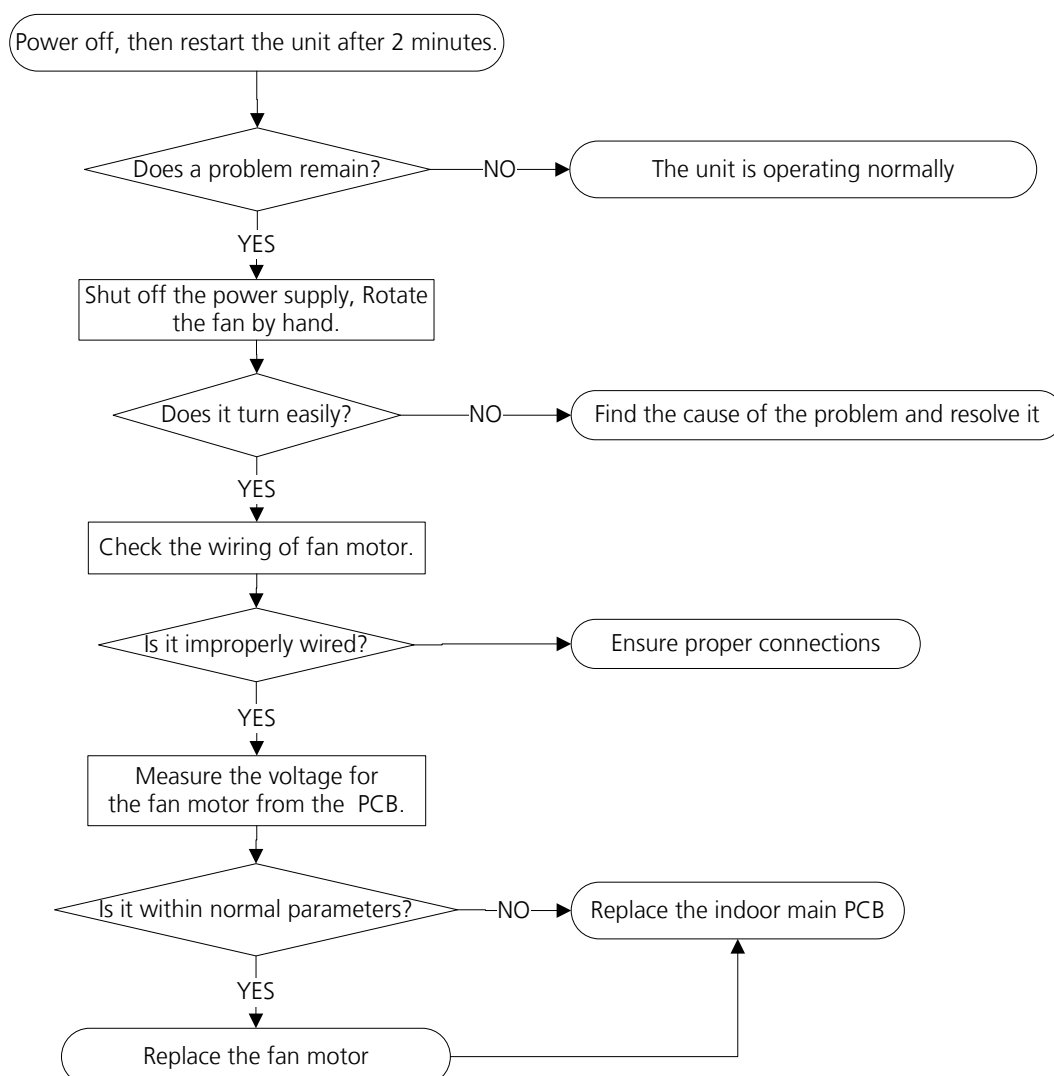 Power off, then restart the unit after 2 minutes.
Does a problem remain?
NO
The unit is operating normally
YES
Shut off the power supply, Rotate
the fan by hand.
Does it turn easily?
NO
Find the cause of the problem and resolve it
YES
Check the wiring of fan motor.
Is it improperly wired?
Ensure proper connections
YES
Measure the voltage for
the fan motor from the PCB.
Is it within normal parameters?
NO
Replace the indoor main PCB
YES
Replace the fan motor